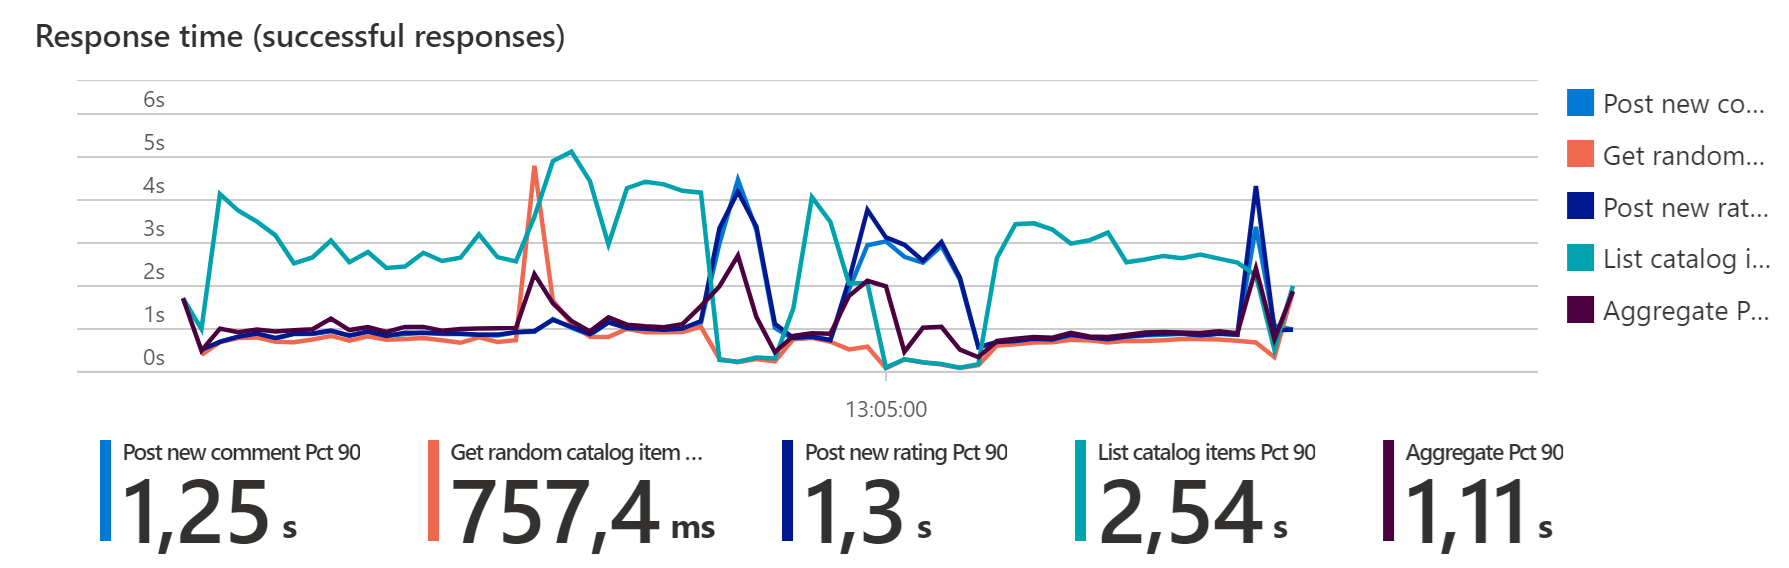 Response time (successful responses)
6s
5s
4s
3s
2s
1s
0s
13:05:00
Post new co...
Get random...
Post new rat...
List catalog i...
Aggregate P...
Post new comment Pct 90
1,25 s
Get random catalog item ...
757,4 ms
Post new rating Pct 90
1,3 s
List catalog items Pct 90
2,54 s
Aggregate Pct 90
1,11 s